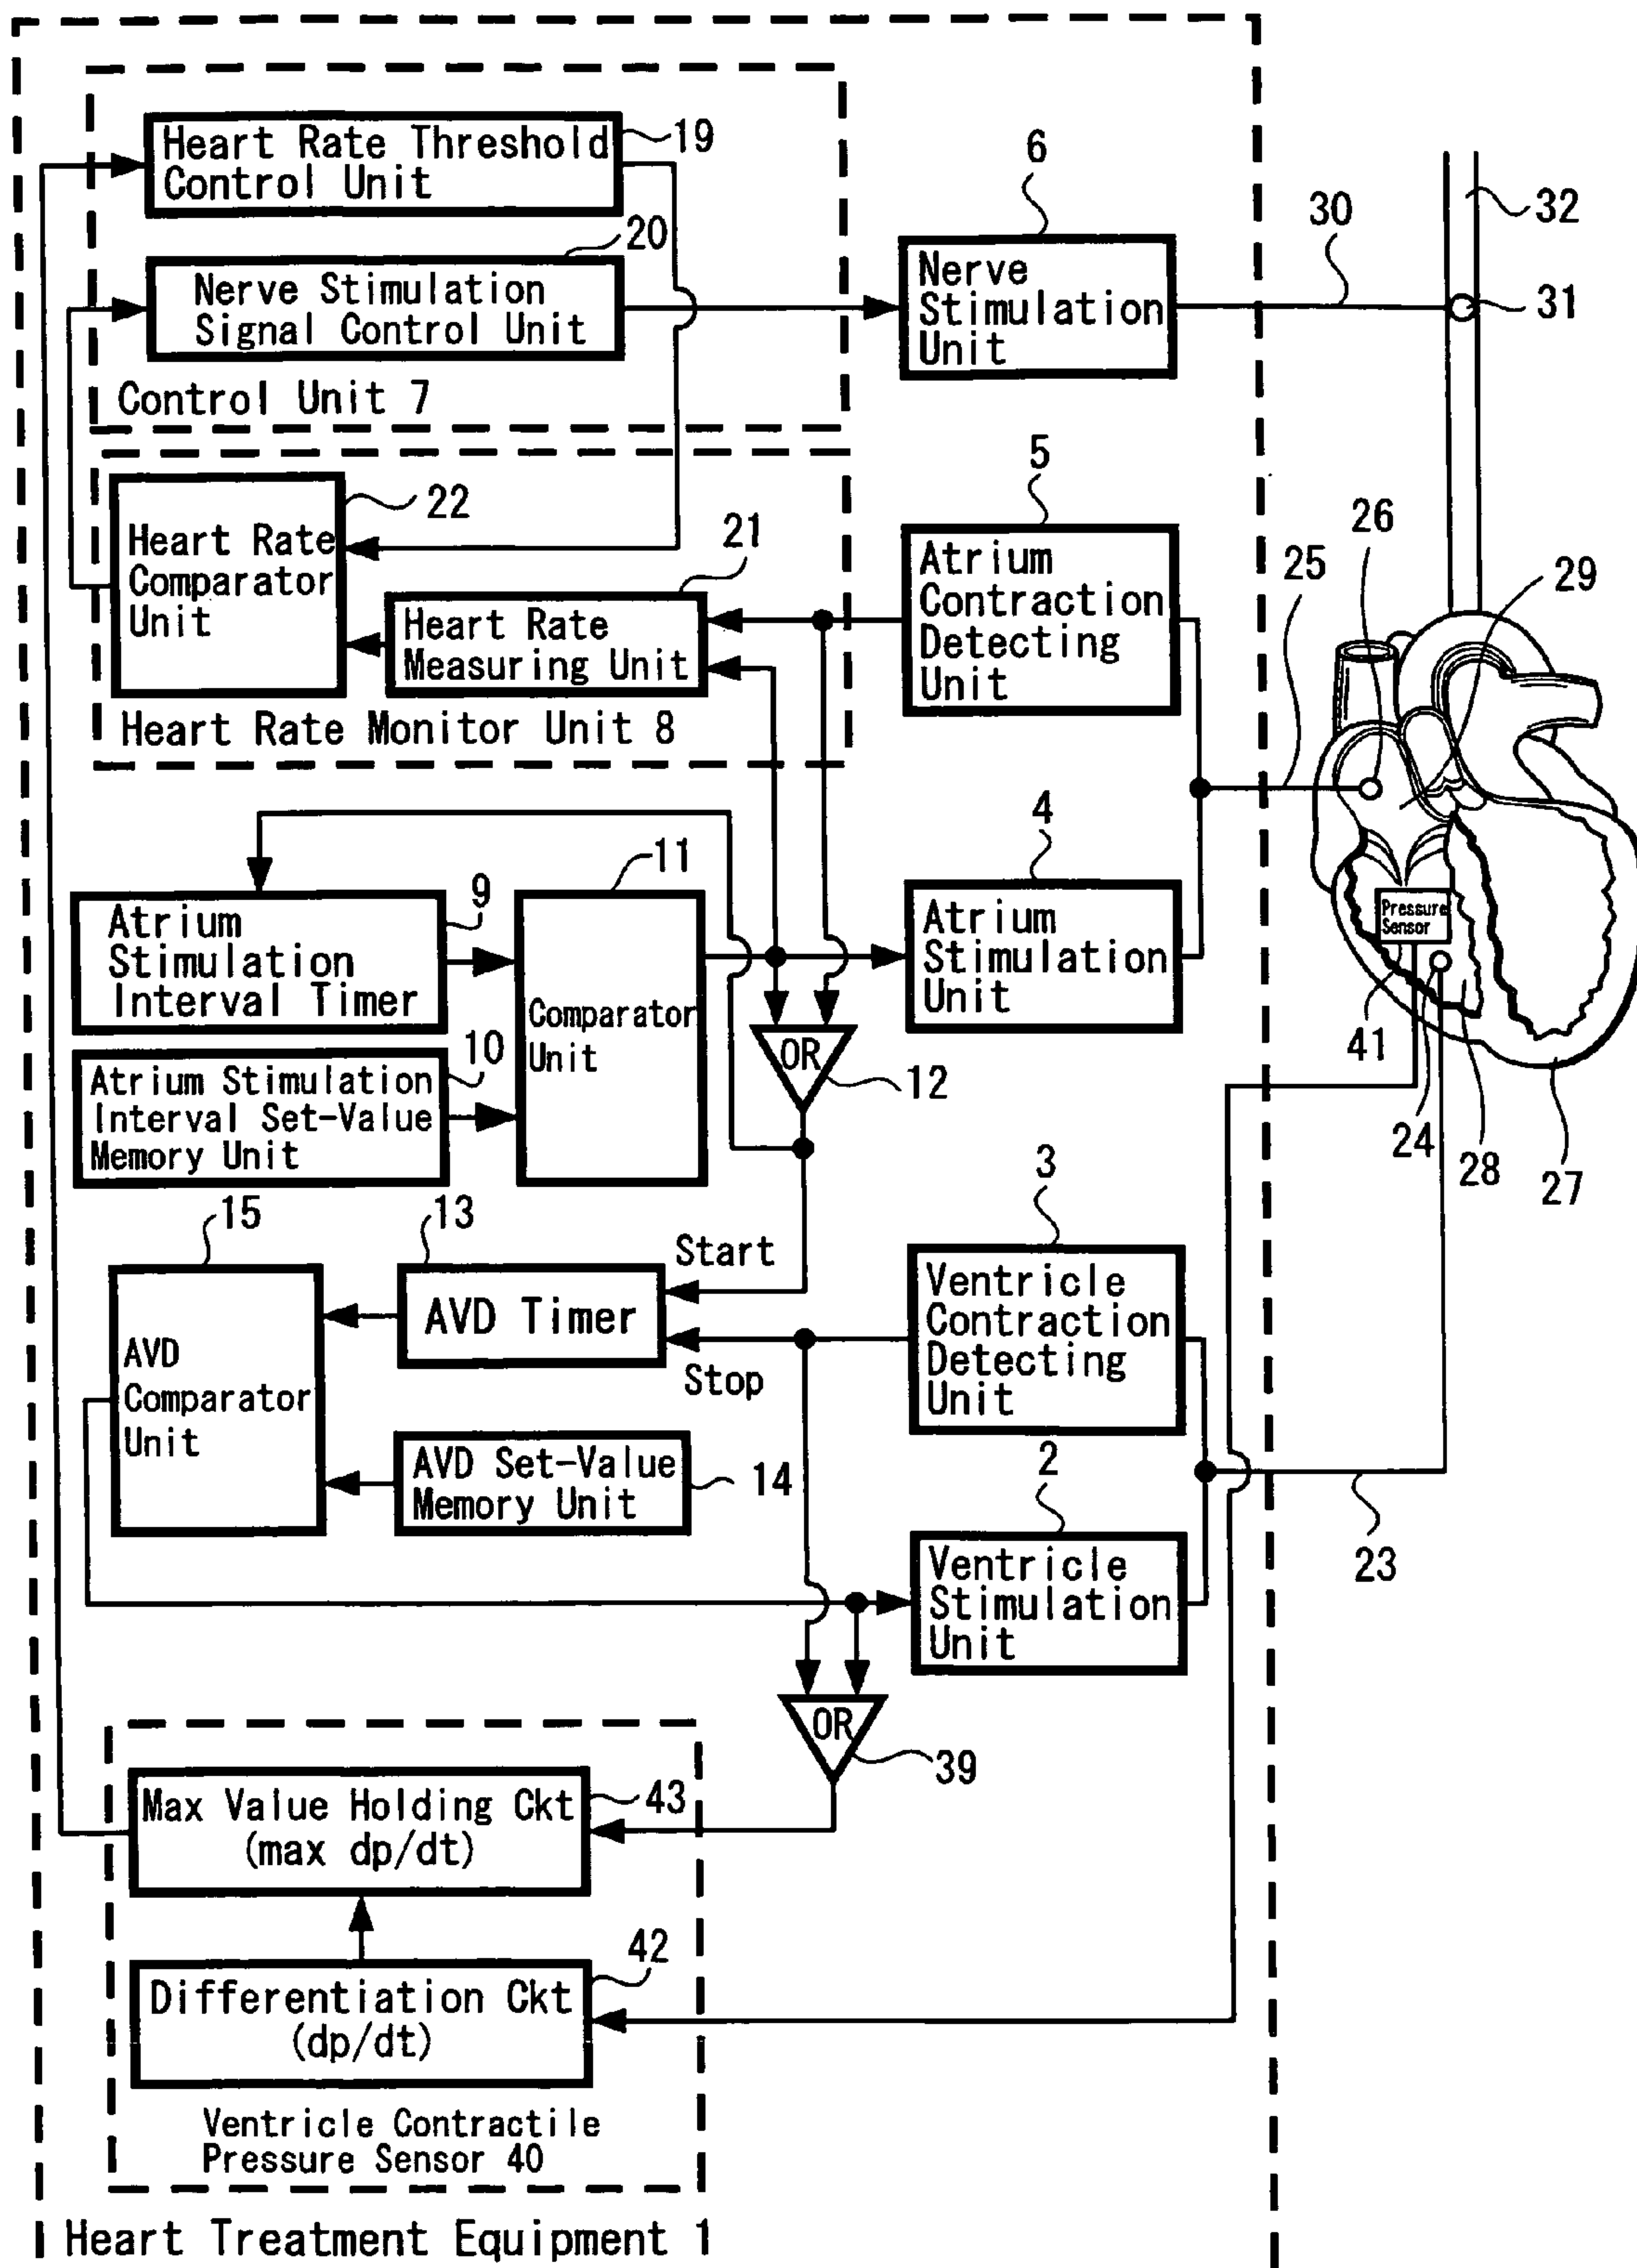 Heart Rate Threshold
Control Unit
19
20
Nerve Stimulation
Signal Control Unit
Control Unit 7
6
Nerve
Stimulation
Unit
30
32
31
22
Heart Rate
Comparator
Unit
21
Heart Rate
Measuring Unit
Heart Rate Monitor Unit 8
5
Atrium
Contraction
Detecting
Unit
25
26
29
9
Atrium
Stimulation
Interval Timer
11
Comparator
Unit
10
Atrium Stimulation
Interval Set-Value
Memory Unit
4
Atrium
Stimulation
Unit
OR
12
Pressure
Sensor
41
24
28
27
15
AVD
Comparator
Unit
13
AVD Timer
Start
Stop
3
Ventricle
Contraction
Detecting
Unit
AVD Set-Value
Memory Unit
14
2
Ventricle
Stimulation
Unit
23
OR
39
Max Value Holding Ckt
(max dp/dt)
43
42
Differentiation Ckt
(dp/dt)
Ventricle Contractile
Pressure Sensor 40
Heart Treatment Equipment 1